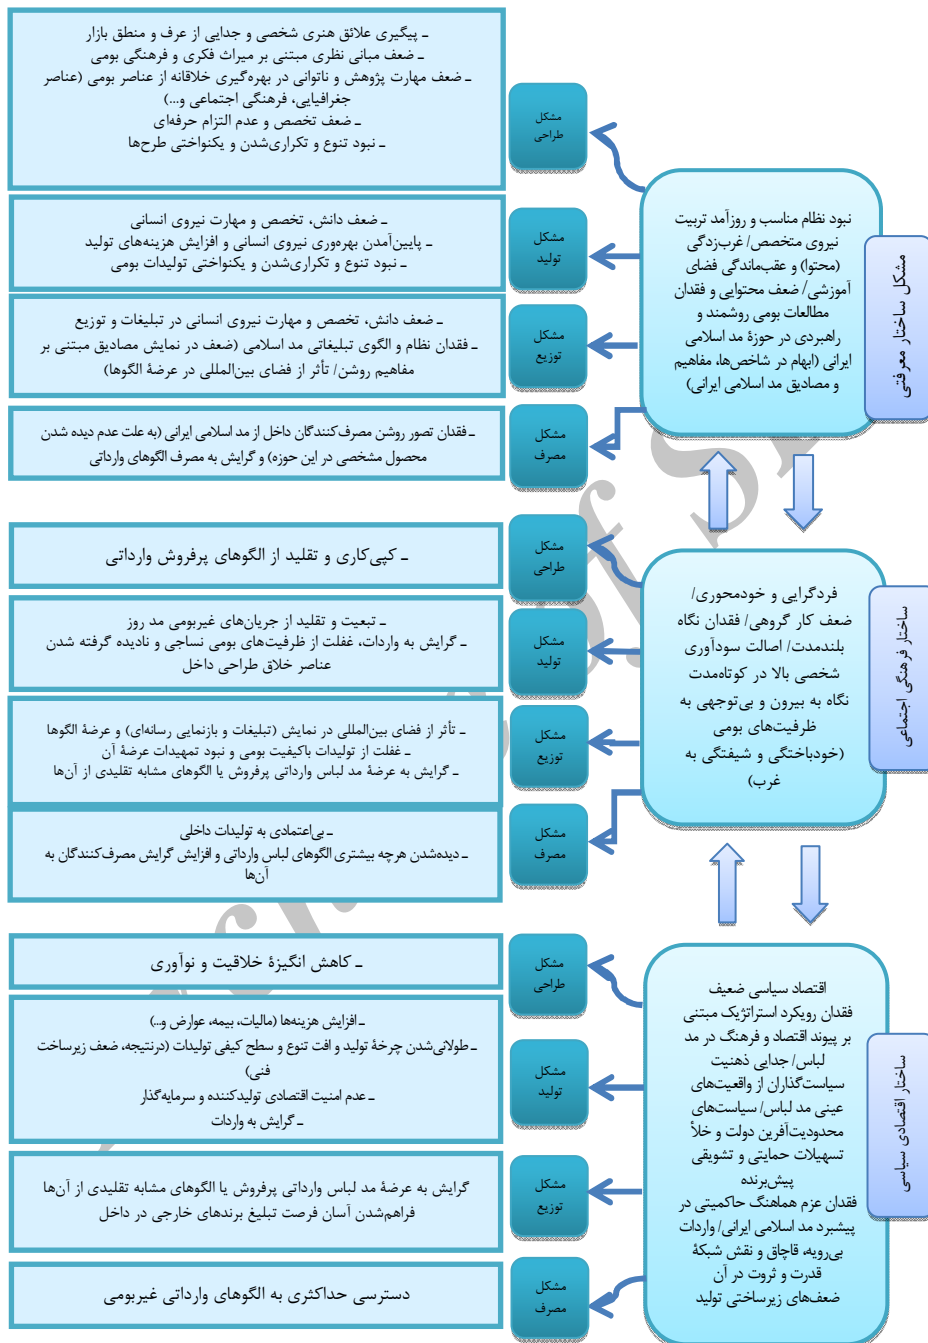 مشکل ساختار معرفتی
نبود نظام مناسب و روزآمد تربیت
نیروی متخصص/ غرب‌زدگی
(محتوا) و عقب‌ماندگی فضای
آموزشی/ ضعف محتوایی و فقدان
مطالعات بومی روشمند و
راهبردی در حوزهٔ مد اسلامی
ایرانی (ابهام در شاخص‌ها، مفاهیم
و مصادیق مد اسلامی ایرانی)
مشکل
طراحی
ـ پیگیری علائق هنری شخصی و جدایی از عرف و منطق بازار
ـ ضعف مبانی نظری مبتنی بر میراث فکری و فرهنگی بومی
ـ ضعف مهارت پژوهش و ناتوانی در بهره‌گیری خلاقانه از عناصر بومی (عناصر
جغرافیایی، فرهنگی اجتماعی و...)
ـ ضعف تخصص و عدم التزام حرفه‌ای
ـ نبود تنوع و تکراری‌شدن و یکنواختی طرح‌ها
مشکل
تولید
ـ ضعف دانش، تخصص و مهارت نیروی انسانی
ـ پایین‌آمدن بهره‌وری نیروی انسانی و افزایش هزینه‌های تولید
ـ نبود تنوع و تکراری‌شدن و یکنواختی تولیدات بومی
مشکل
توزیع
ـ ضعف دانش، تخصص و مهارت نیروی انسانی در تبلیغات و توزیع
ـ فقدان نظام و الگوی تبلیغاتی مد اسلامی (ضعف در نمایش مصادیق مبتنی بر
مفاهیم روشن/ تأثر از فضای بین‌المللی در عرضهٔ الگوها)
مشکل
مصرف
ـ فقدان تصور روشن مصرف‌کنندگان داخل از مد اسلامی ایرانی (به علت عدم دیده شدن
محصول مشخصی در این حوزه) و گرایش به مصرف الگوهای وارداتی
ساختار فرهنگی اجتماعی
فردگرایی و خودمحوری/
ضعف کار گروهی/ فقدان نگاه
بلندمدت/ اصالت سودآوری
شخصی بالا در کوتاه‌مدت
نگاه به بیرون و بی‌توجهی به
ظرفیت‌های بومی
(خودباختگی و شیفتگی به
غرب)
مشکل
طراحی
ـ کپی‌کاری و تقلید از الگوهای پرفروش وارداتی
مشکل
تولید
ـ تبعیت و تقلید از جریان‌های غیربومی مد روز
ـ گرایش به واردات، غفلت از ظرفیت‌های بومی نساجی و نادیده گرفته شدن
عناصر خلاق طراحی داخل
مشکل
توزیع
ـ تأثر از فضای بین‌المللی در نمایش (تبلیغات و بازنمایی رسانه‌ای) و عرضهٔ الگوها
ـ غفلت از تولیدات باکیفیت بومی و نبود تمهیدات عرضهٔ آن
ـ گرایش به عرضهٔ مد لباس وارداتی پرفروش یا الگوهای مشابه تقلیدی از آن‌ها
مشکل
مصرف
ـ بی‌اعتمادی به تولیدات داخلی
ـ دیده‌شدن هرچه بیشتری الگوهای لباس وارداتی و افزایش گرایش مصرف‌کنندگان به
آن‌ها
ساختار اقتصادی سیاسی
اقتصاد سیاسی ضعیف
فقدان رویکرد استراتژیک مبتنی
بر پیوند اقتصاد و فرهنگ در مد
لباس/ جدایی ذهنیت
سیاست‌گذاران از واقعیت‌های
عینی مد لباس/ سیاست‌های
محدودیت‌آفرین دولت و خلأ
تسهیلات حمایتی و تشویقی
پیش‌برنده
فقدان عزم هماهنگ حاکمیتی در
پیشبرد مد اسلامی ایرانی/ واردات
بی‌رویه، قاچاق و نقش شبکهٔ
قدرت و ثروت در آن
ضعف‌های زیرساختی تولید
مشکل
طراحی
ـ کاهش انگیزهٔ خلاقیت و نوآوری
مشکل
تولید
ـ افزایش هزینه‌ها (مالیات، بیمه، عوارض و...)
ـ طولانی‌شدن چرخهٔ تولید و افت تنوع و سطح کیفی تولیدات (درنتیجه، ضعف زیرساخت
فنی)
ـ عدم امنیت اقتصادی تولیدکننده و سرمایه‌گذار
ـ گرایش به واردات
مشکل
توزیع
گرایش به عرضهٔ مد لباس وارداتی پرفروش یا الگوهای مشابه تقلیدی از آن‌ها
فراهم‌شدن آسان فرصت تبلیغ برندهای خارجی در داخل
مشکل
مصرف
دسترسی حداکثری به الگوهای وارداتی غیربومی